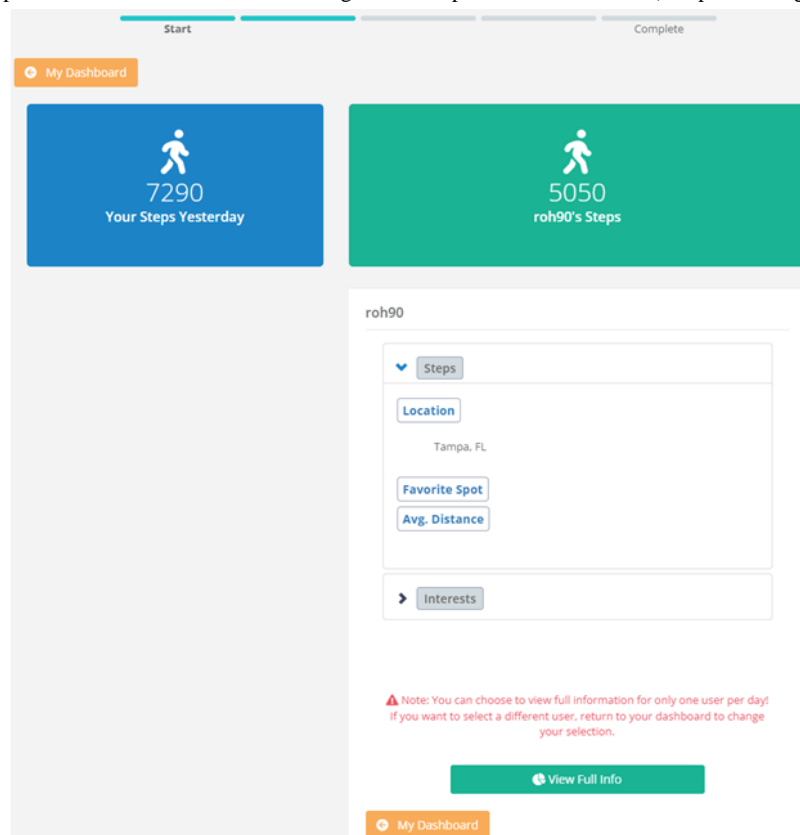 Start
Complete
My Dashboard
7290
Your Steps Yesterday
5050
roh90's Steps
roh90
Steps
Location
Tampa, FL
Favorite Spot
Avg. Distance
Interests
Note: You can choose to view full information for only one user per day!
If you want to select a different user, return to your dashboard to change
your selection.
View Full Info
My Dashboard